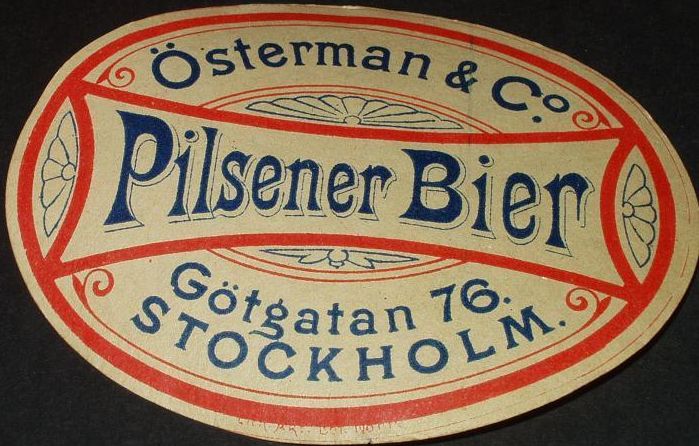 Österman & Co.
Pilsener Bier
Götgatan 76.
STOCKHOLM.